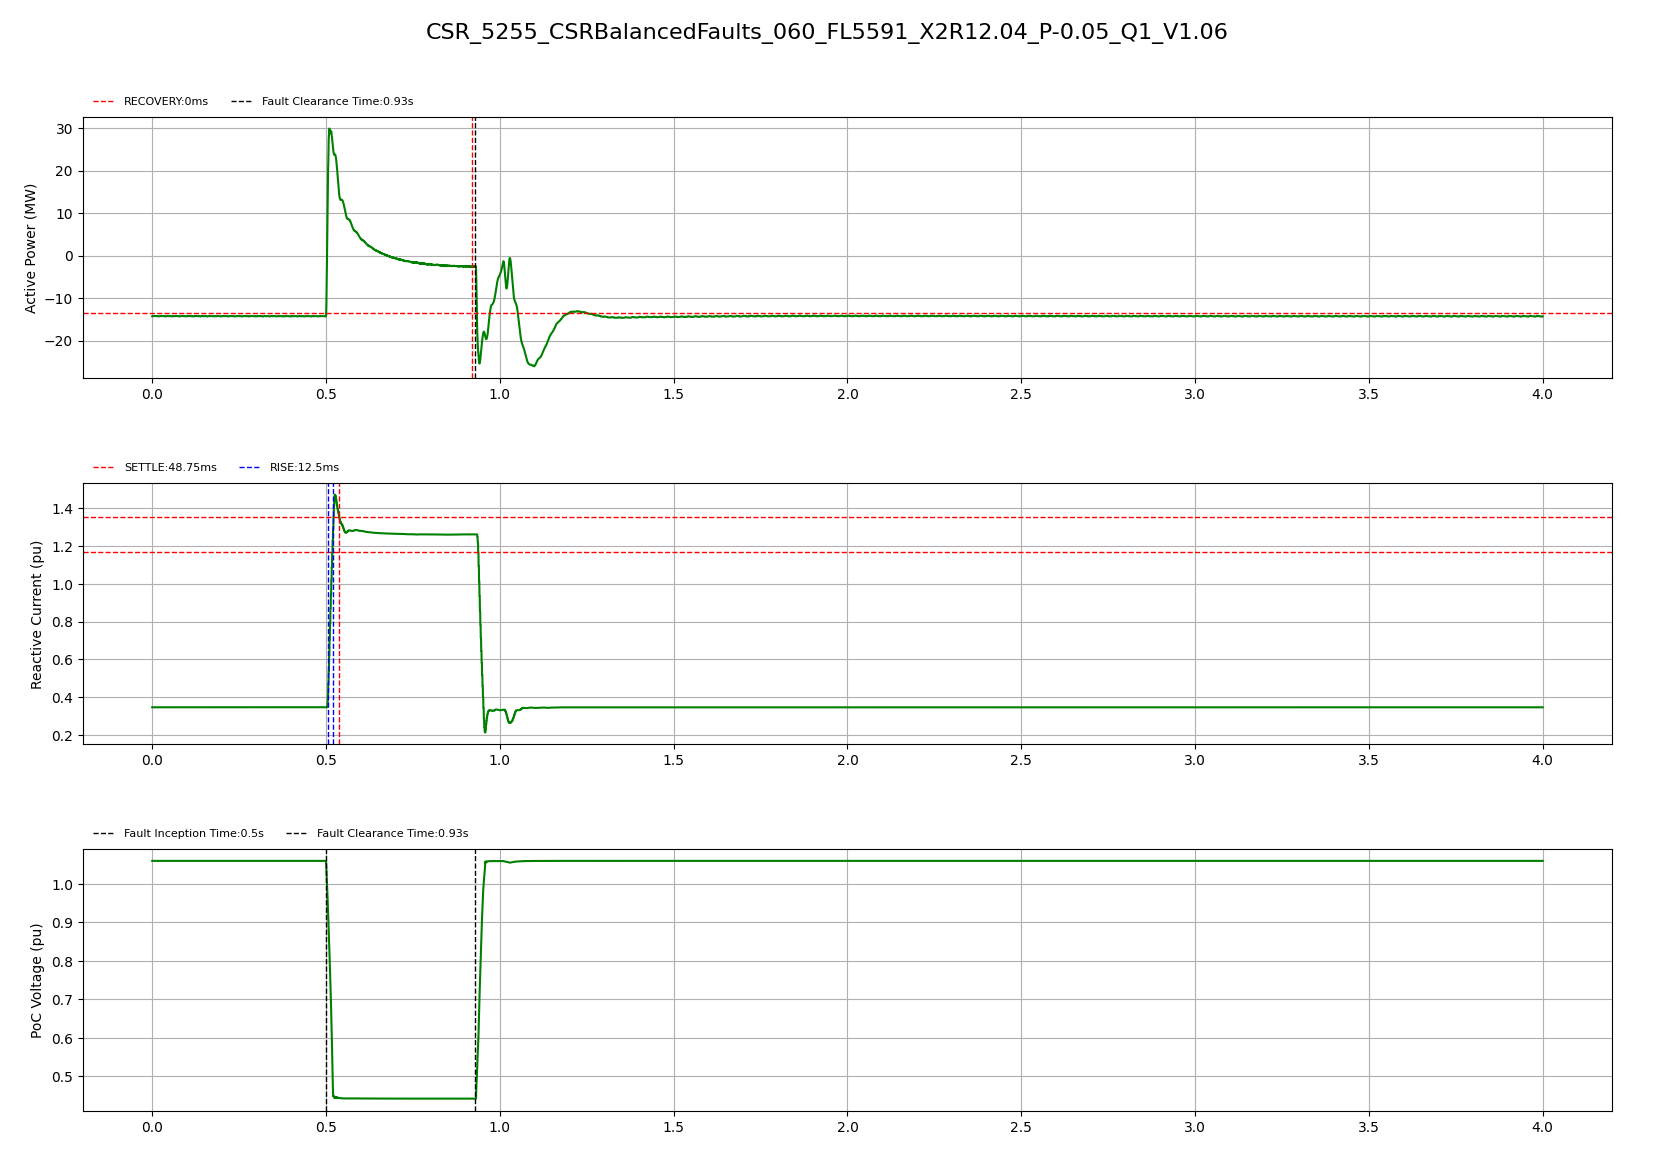 CSR_5255_CSRBalancedFaults_060_FL5591_X2R12.04_P-0.05_Q1_V1.06
RECOVERY:0ms Fault Clearance Time:0.93s
Active Power (MW)
30
20
10
0
−10
−20
0.0 0.5 1.0 1.5 2.0 2.5 3.0 3.5 4.0
SETTLE:48.75ms RISE:12.5ms
Reactive Current (pu)
1.4
1.2
1.0
0.8
0.6
0.4
0.2
0.0 0.5 1.0 1.5 2.0 2.5 3.0 3.5 4.0
Fault Inception Time:0.5s Fault Clearance Time:0.93s
PoC Voltage (pu)
1.0
0.9
0.8
0.7
0.6
0.5
0.0 0.5 1.0 1.5 2.0 2.5 3.0 3.5 4.0